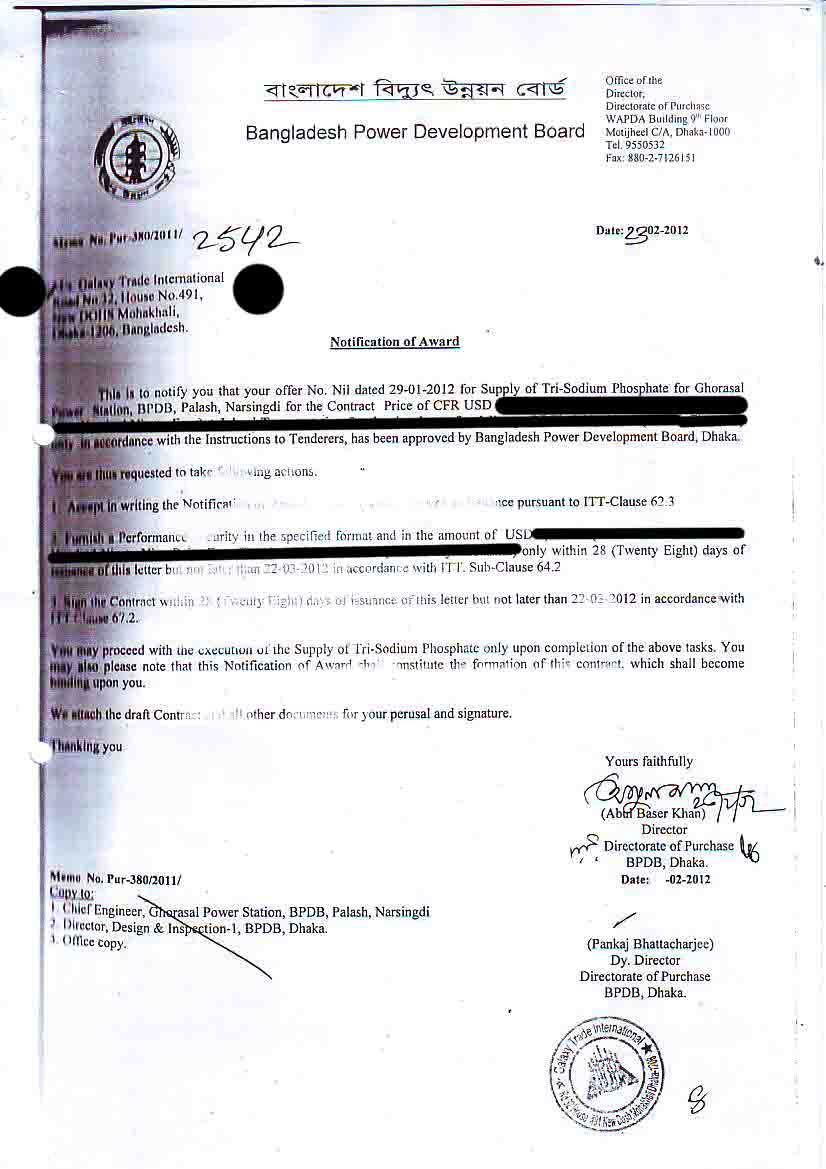 বাংলাদেশ বিদ্যুৎ উন্নয়ন বোর্ড
Bangladesh Power Development Board
Office of the
Director,
Directorate of Purchase
WAPDA Building 9th Floor
Motijheel C/A, Dhaka-1000
Tel. 9550532
Fax: 880-2-7126151
Memo No. Pur-380/2011/ 2542
Date: 23 02-2012
Galaxy Trade International
Road No 32, House No.491,
New DOHS Mohakhali,
Dhaka-1206, Bangladesh.
Notification of Award
This is to notify you that your offer No. Nil dated 29-01-2012 for Supply of Tri-Sodium Phosphate for Ghorasal
Power Station, BPDB, Palash, Narsingdi for the Contract Price of CFR USD
only in accordance with the Instructions to Tenderers, has been approved by Bangladesh Power Development Board, Dhaka.
You are thus requested to take following actions.
1. Accept in writing the Notification pursuant to ITT-Clause 62.3
Furnish a Performance Security in the specified format and in the amount of USD
only within 28 (Twenty Eight) days of
issuance of this letter but not later than 22-03-2012 in accordance with ITT. Sub-Clause 64.2
Sign the Contract within 28 (Twenty Eight) days of issuance of this letter but not later than 22-03-2012 in accordance with
ITT Clause 67.2.
You may proceed with the execution of the Supply of Tri-Sodium Phosphate only upon completion of the above tasks. You
may also please note that this Notification of Award shall constitute the formation of this contract, which shall become
binding upon you.
We attach the draft Contract and all other documents for your perusal and signature.
Thanking you
Yours faithfully
(Abul Baser Khan)
Director
Directorate of Purchase
BPDB, Dhaka.
Date: -02-2012
Memo No. Pur-380/2011/
Copy to:
1. Chief Engineer, Ghorasal Power Station, BPDB, Palash, Narsingdi
2. Director, Design & Inspection-1, BPDB, Dhaka.
3. Office copy.
(Pankaj Bhattacharjee)
Dy. Director
Directorate of Purchase
BPDB, Dhaka.
Galaxy Trade International
8